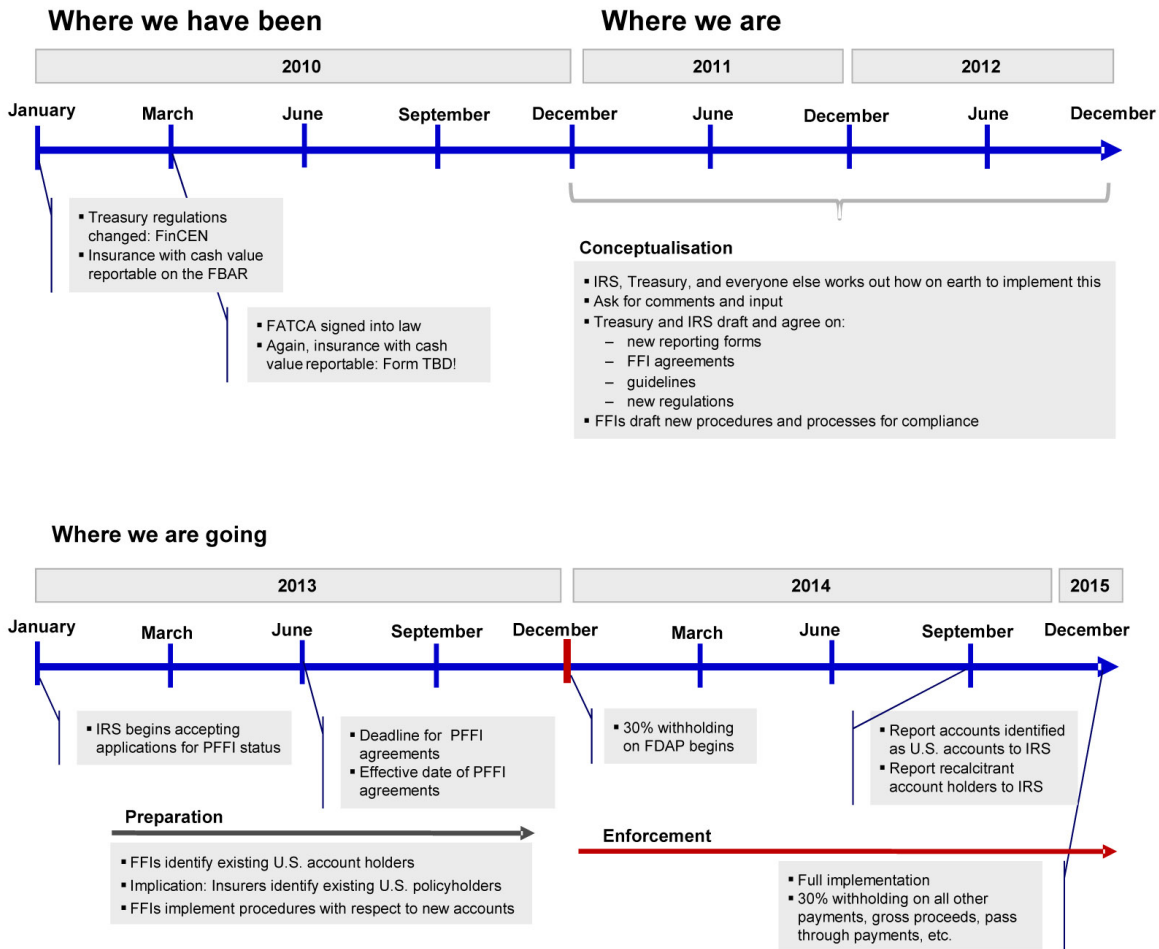 Where we have been
Where we are
2010
2011
2012
January
March
June
September
December
June
December
June
December
▪ Treasury regulations
changed: FinCEN
▪ Insurance with cash value
reportable on the FBAR
▪ FATCA signed into law
▪ Again, insurance with cash
value reportable: Form TBD!
Conceptualisation
▪ IRS, Treasury, and everyone else works out how on earth to implement this
▪ Ask for comments and input
▪ Treasury and IRS draft and agree on:
– new reporting forms
– FFI agreements
– guidelines
– new regulations
▪ FFIs draft new procedures and processes for compliance
Where we are going
2013
2014
2015
January
March
June
September
December
March
June
September
December
▪ IRS begins accepting
applications for PFFI status
▪ Deadline for PFFI
agreements
▪ Effective date of PFFI
agreements
▪ 30% withholding
on FDAP begins
▪ Report accounts identified
as U.S. accounts to IRS
▪ Report recalcitrant
account holders to IRS
Preparation
▪ FFIs identify existing U.S. account holders
▪ Implication: Insurers identify existing U.S. policyholders
▪ FFIs implement procedures with respect to new accounts
Enforcement
▪ Full implementation
▪ 30% withholding on all other
payments, gross proceeds, pass
through payments, etc.